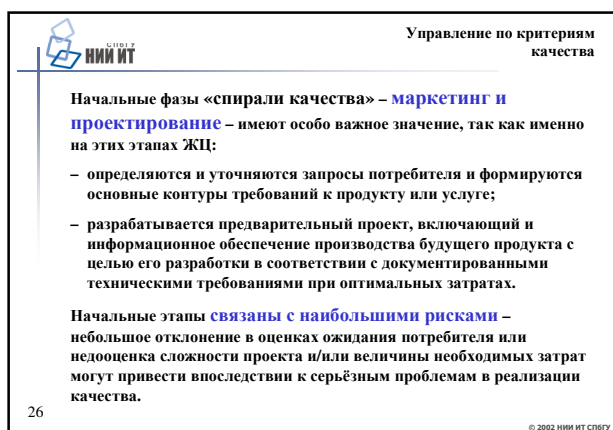 СПбГУ
НИИ ИТ
Управление по критериям
качества
Начальные фазы «спирали качества» – маркетинг и
проектирование – имеют особо важное значение, так как именно
на этих этапах ЖЦ:
– определяются и уточняются запросы потребителя и формируются
основные контуры требований к продукту или услуге;
– разрабатывается предварительный проект, включающий и
информационное обеспечение производства будущего продукта с
целью его разработки в соответствии с документированными
техническими требованиями при оптимальных затратах.
Начальные этапы связаны с наибольшими рисками –
небольшое отклонение в оценках ожидания потребителя или
недооценка сложности проекта и/или величины необходимых затрат
могут привести впоследствии к серьёзным проблемам в реализации
качества.
26
© 2002 НИИ ИТ СПбГУ